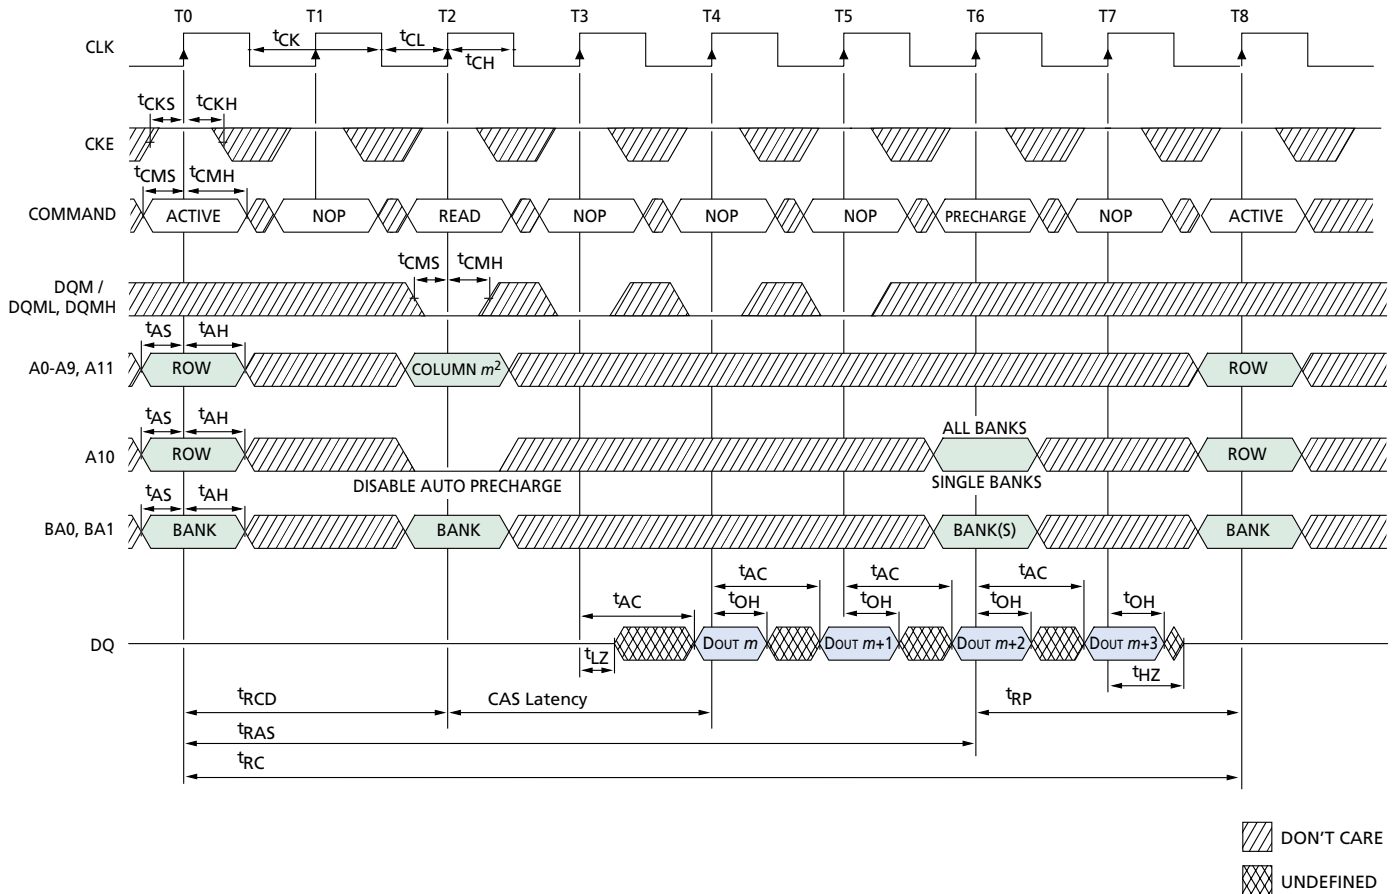 T0 T1 T2 T3 T4 T5 T6 T7 T8
CLK
tCK tCL
tCH
tCKS tCKH
CKE
tCMS tCMH
COMMAND ACTIVE NOP READ NOP NOP NOP PRECHARGE NOP ACTIVE
tCMS tCMH
DQM /
DQML, DQMH
tAS tAH
A0-A9, A11 ROW COLUMN m2 ROW
tAS tAH ALL BANKS
A10 ROW ROW
DISABLE AUTO PRECHARGE SINGLE BANKS
tAS tAH
BA0, BA1 BANK BANK BANK(S) BANK
tAC tAC tAC
tAC tOH tOH tOH tOH
DQ DOUT m DOUT m+1 DOUT m+2 DOUT m+3
tLZ tHZ
tRCD CAS Latency tRP
tRAS
tRC
DON'T CARE
UNDEFINED